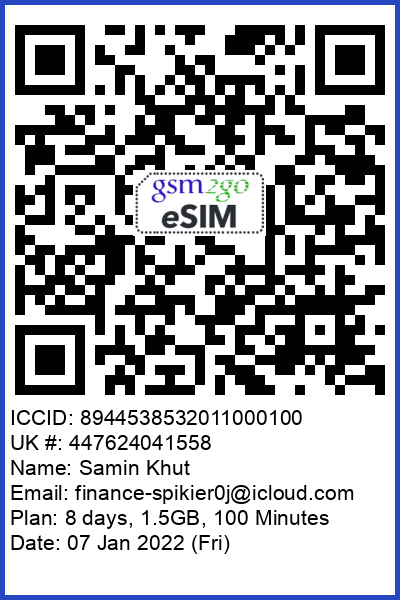 gsm2go
eSIM
ICCID: 8944538532011000100
UK #: 447624041558
Name: Samin Khut
Email: finance-spikier0j@icloud.com
Plan: 8 days, 1.5GB, 100 Minutes
Date: 07 Jan 2022 (Fri)